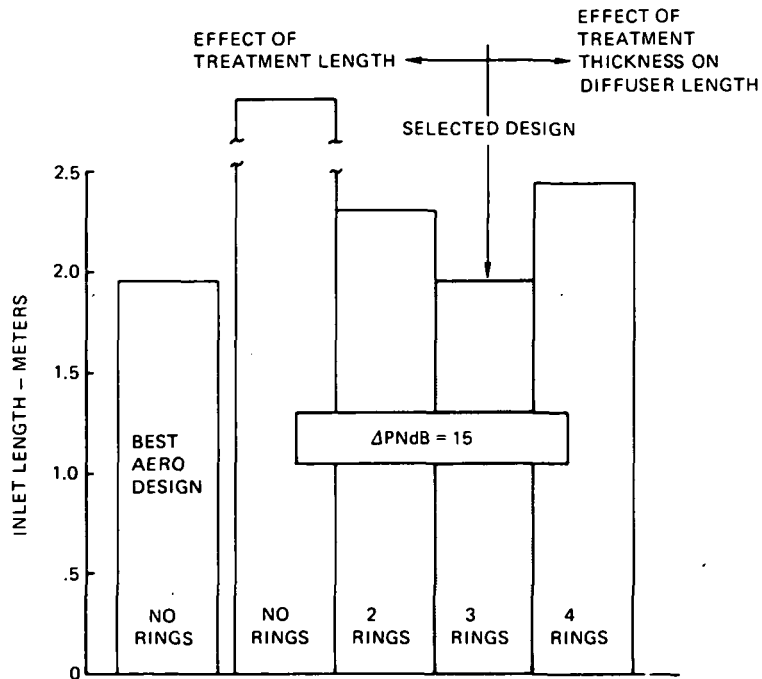 EFFECT OF
TREATMENT LENGTH
EFFECT OF
TREATMENT
THICKNESS ON
DIFFUSER LENGTH
SELECTED DESIGN
INLET LENGTH – METERS
2.5
2.0
1.5
1.0
.5
0
BEST
AERO
DESIGN
ΔPNdB = 15
NO
RINGS
NO
RINGS
2
RINGS
3
RINGS
4
RINGS